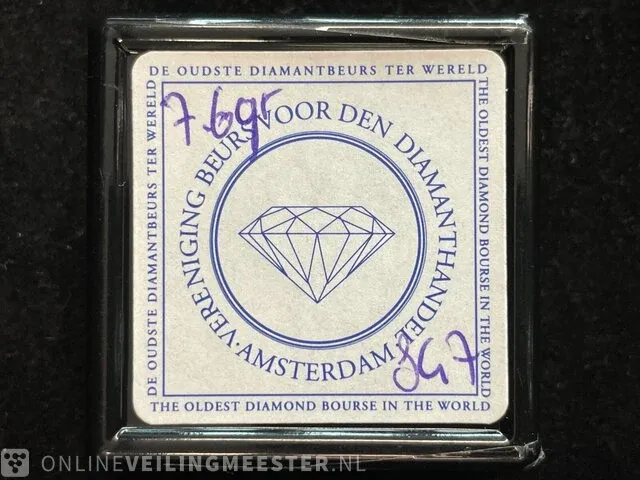 DE OUDSTE DIAMANTBEURS TER WERELD
DE OUDSTE DIAMANTBEURS TER WERELD
THE OLDEST DIAMOND BOURSE IN THE WORLD
7.6gr
VERENIGING BEURS VOOR DEN DIAMANTHANDEL
·AMSTERDAM·
THE OLDEST DIAMOND BOURSE IN THE WORLD
ONLINEVEILINGMEESTER.NL